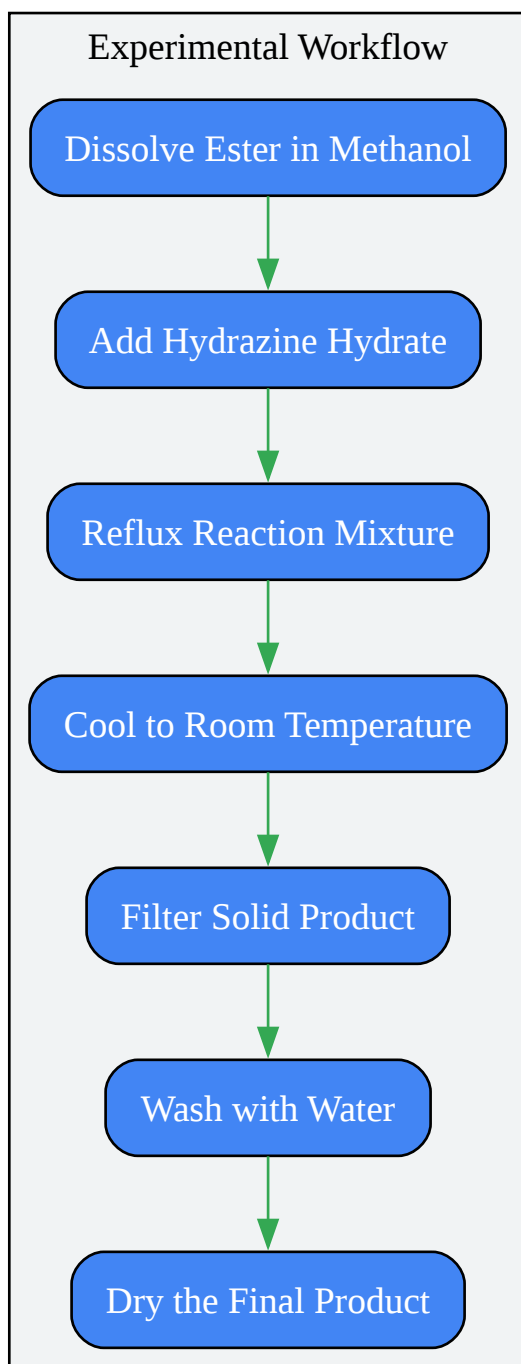 Experimental Workflow
Dissolve Ester in Methanol
Add Hydrazine Hydrate
Reflux Reaction Mixture
Cool to Room Temperature
Filter Solid Product
Wash with Water
Dry the Final Product